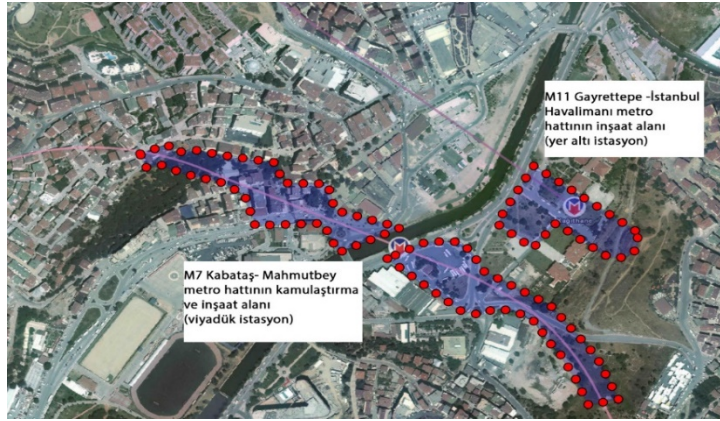 M11 Gayrettepe -İstanbul
Havalimanı metro
hattının inşaat alanı
(yer altı istasyon)
M
Kağıthane
M
M7 Kabataş- Mahmutbey
metro hattının kamulaştırma
ve inşaat alanı
(viyadük istasyon)